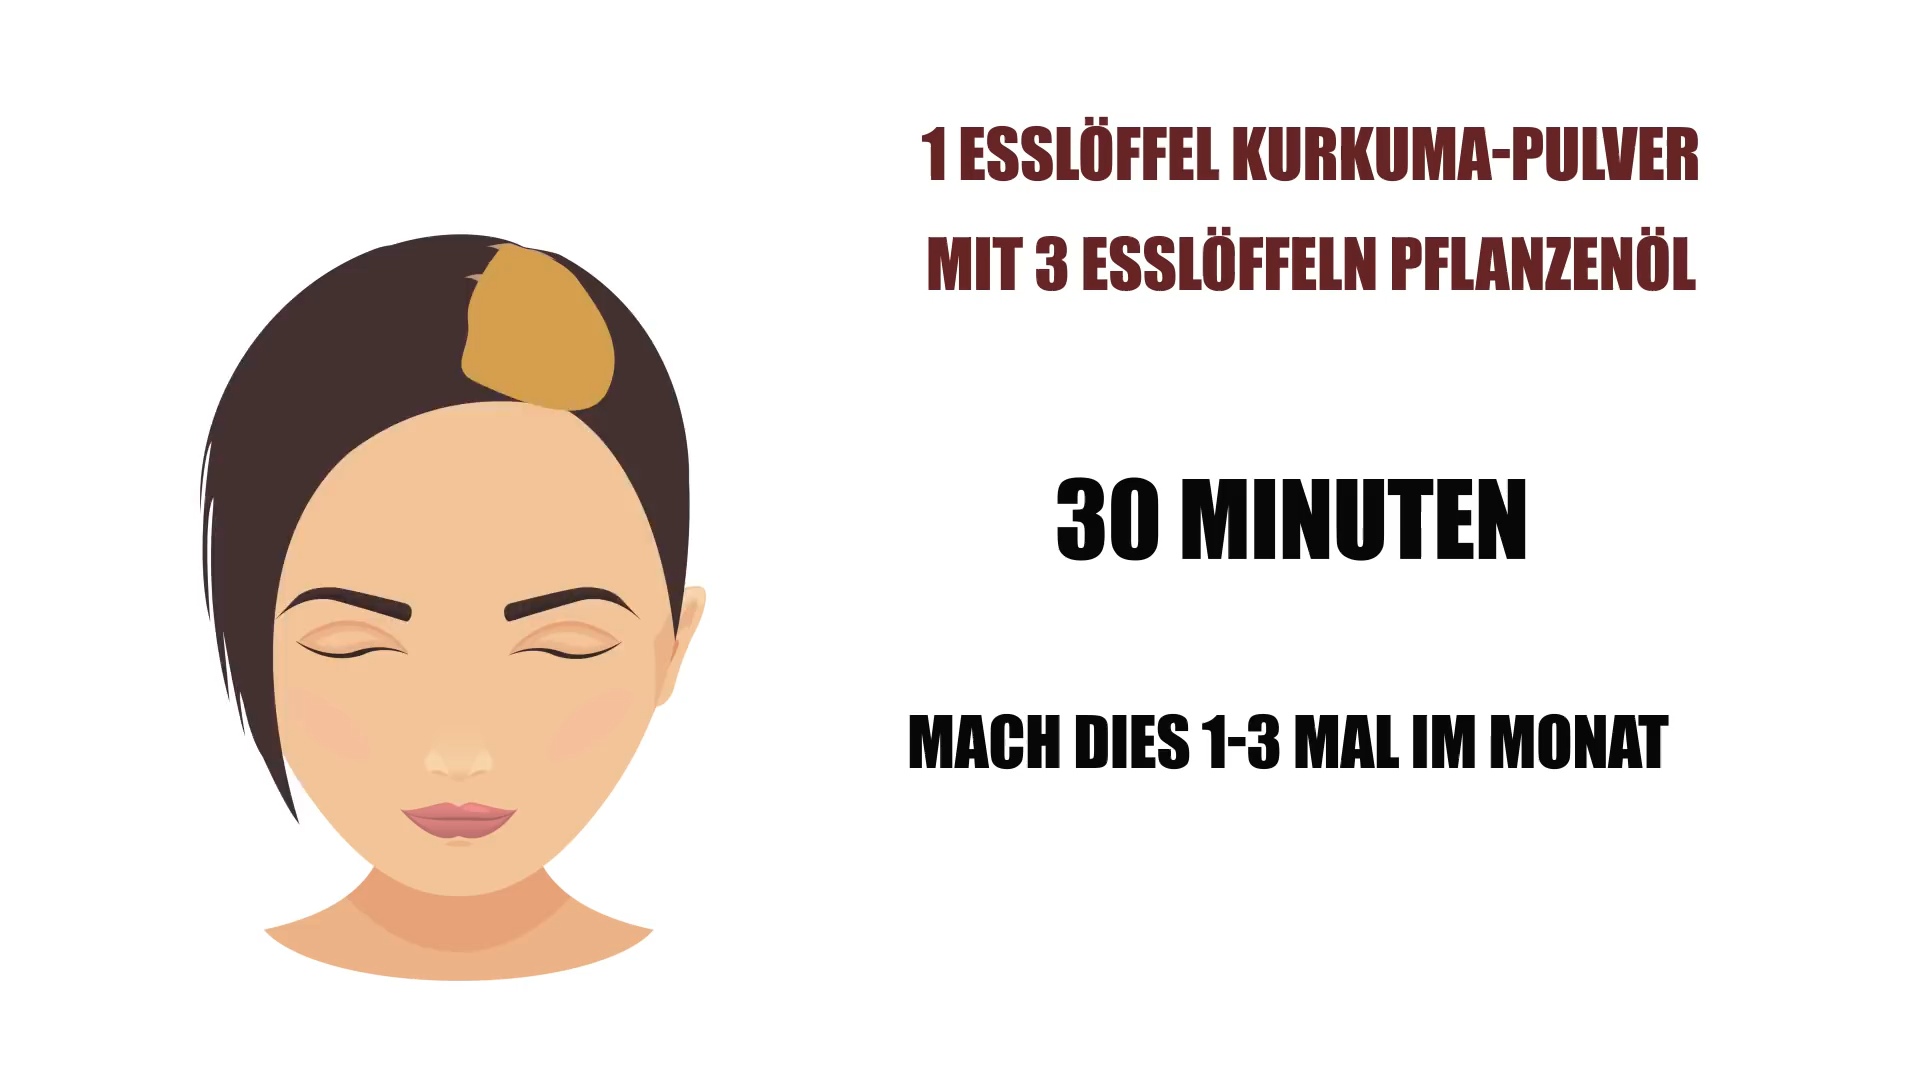 1 ESSLÖFFEL KURKUMA-PULVER
MIT 3 ESSLÖFFELN PFLANZENÖL
30 MINUTEN
MACH DIES 1-3 MAL IM MONAT